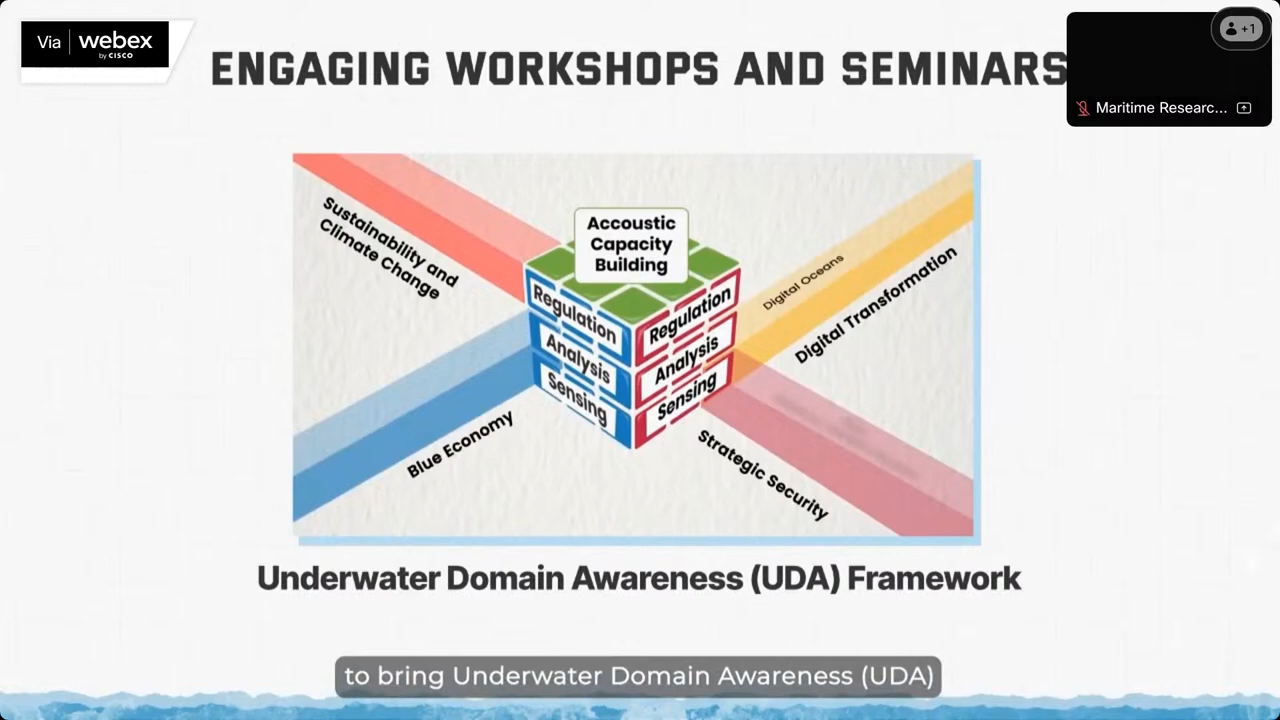 Via webex
by CISCO
ENGAGING WORKSHOPS AND SEMINARS
+1
Maritime Researc...
Sustainability and
Climate Change
Accoustic
Capacity
Building
Digital Oceans
Digital Transformation
Regulation
Analysis
Sensing
Regulation
Analysis
Sensing
Blue Economy
Strategic Security
Underwater Domain Awareness (UDA) Framework
to bring Underwater Domain Awareness (UDA)